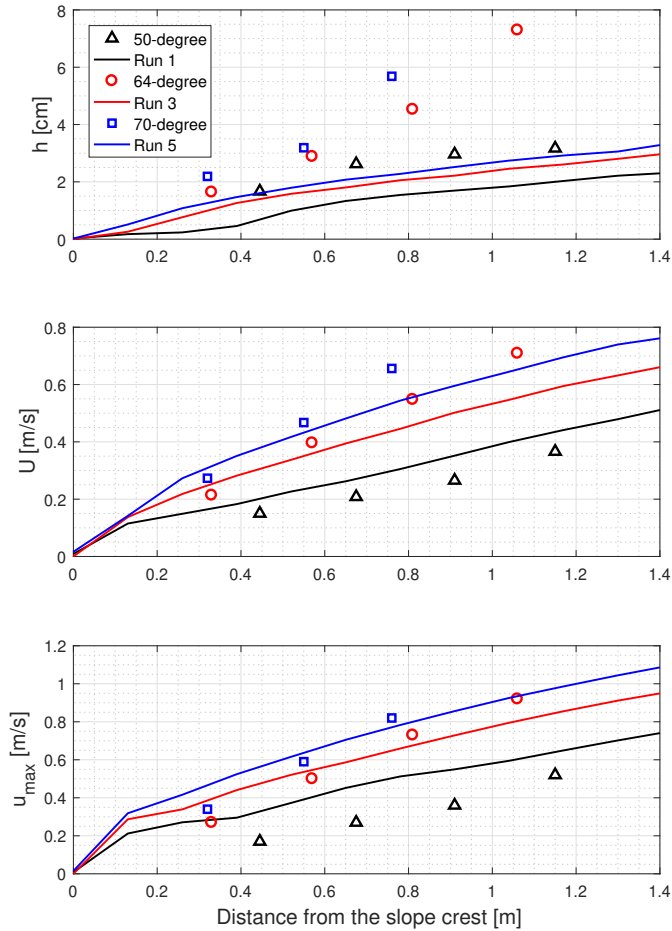 h [cm]
8
6
4
2
0
50-degree
Run 1
64-degree
Run 3
70-degree
Run 5
0 0.2 0.4 0.6 0.8 1 1.2 1.4
U [m/s]
0.8
0.6
0.4
0.2
0
0 0.2 0.4 0.6 0.8 1 1.2 1.4
u_max [m/s]
1.2
1
0.8
0.6
0.4
0.2
0
0 0.2 0.4 0.6 0.8 1 1.2 1.4
Distance from the slope crest [m]